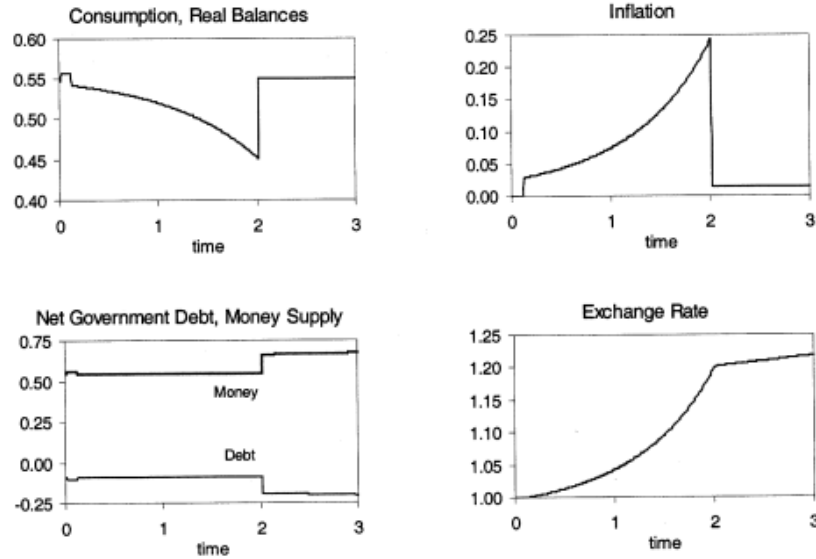 Consumption, Real Balances
0.60
0.55
0.50
0.45
0.40
0 1 2 3
time
Inflation
0.25
0.20
0.15
0.10
0.05
0.00
0 1 2 3
time
Net Government Debt, Money Supply
0.75
0.50
0.25
0.00
-0.25
Money
Debt
0 1 2 3
time
Exchange Rate
1.25
1.20
1.15
1.10
1.05
1.00
0 1 2 3
time